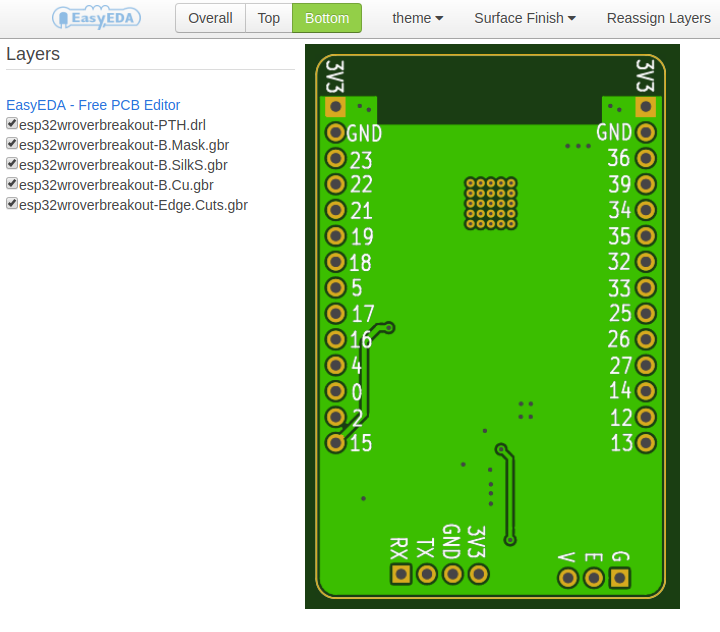 EasyEDA
Overall Top Bottom theme Surface Finish Reassign Layers
Layers
EasyEDA - Free PCB Editor
esp32wroverbreakout-PTH.drl
esp32wroverbreakout-B.Mask.gbr
esp32wroverbreakout-B.SilkS.gbr
esp32wroverbreakout-B.Cu.gbr
esp32wroverbreakout-Edge.Cuts.gbr
3V3
GND
23
22
21
19
18
5
17
16
4
0
2
15
3V3
GND
36
39
34
35
32
33
25
26
27
14
12
13
RX
TX
GND
3V3
V
E
G